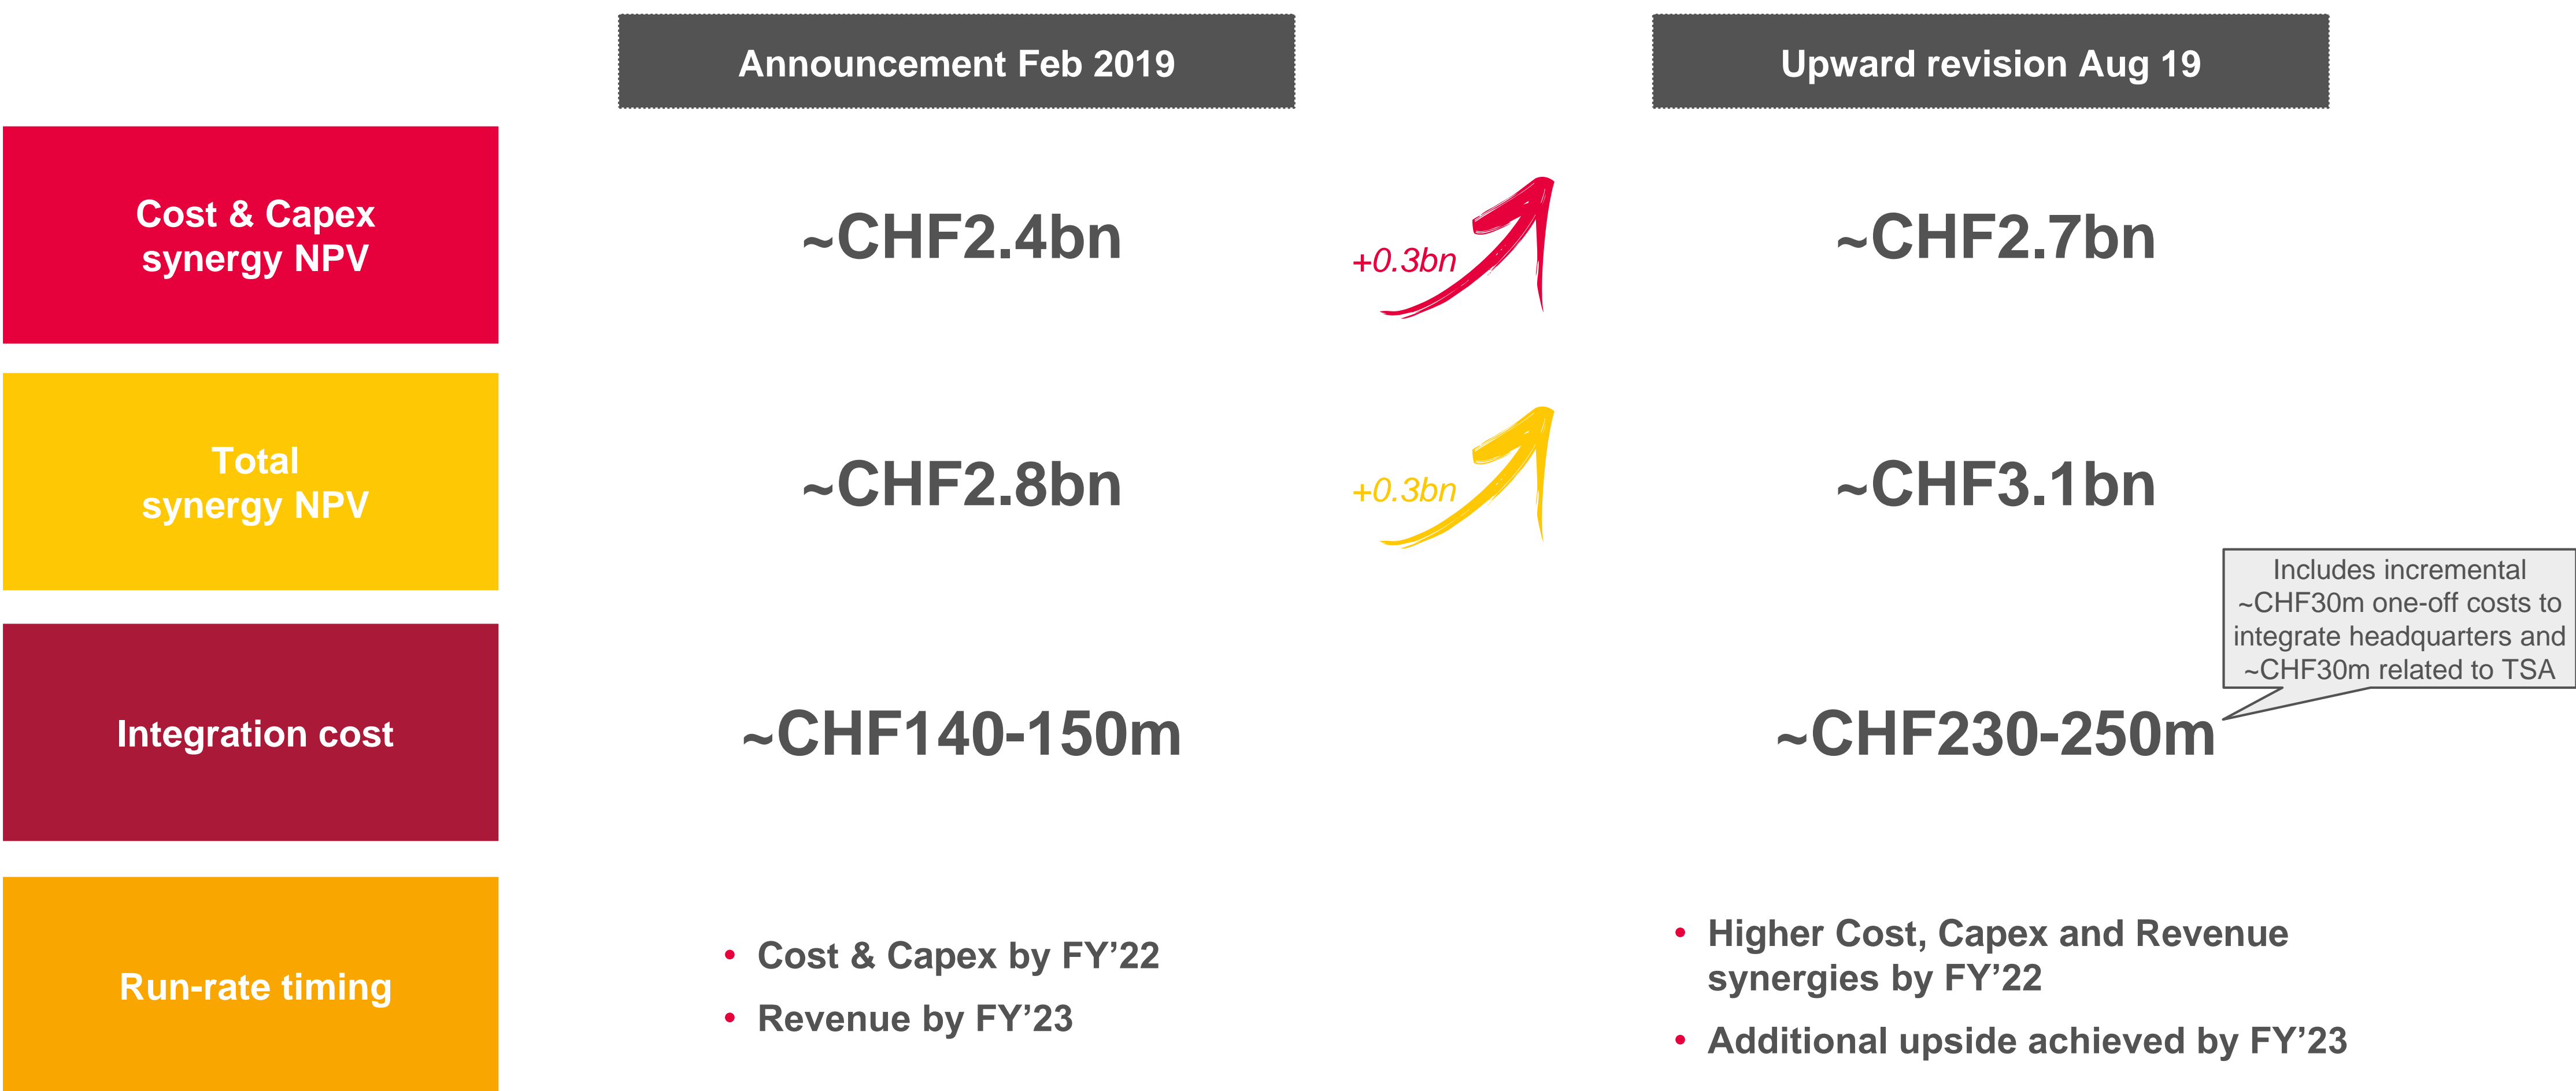 Announcement Feb 2019
Upward revision Aug 19
Cost & Capex
synergy NPV
~CHF2.4bn
+0.3bn
~CHF2.7bn
Total
synergy NPV
~CHF2.8bn
+0.3bn
~CHF3.1bn
Includes incremental
~CHF30m one-off costs to
integrate headquarters and
~CHF30m related to TSA
Integration cost
~CHF140-150m
~CHF230-250m
Run-rate timing
• Cost & Capex by FY’22
• Revenue by FY’23
• Higher Cost, Capex and Revenue
synergies by FY’22
• Additional upside achieved by FY’23